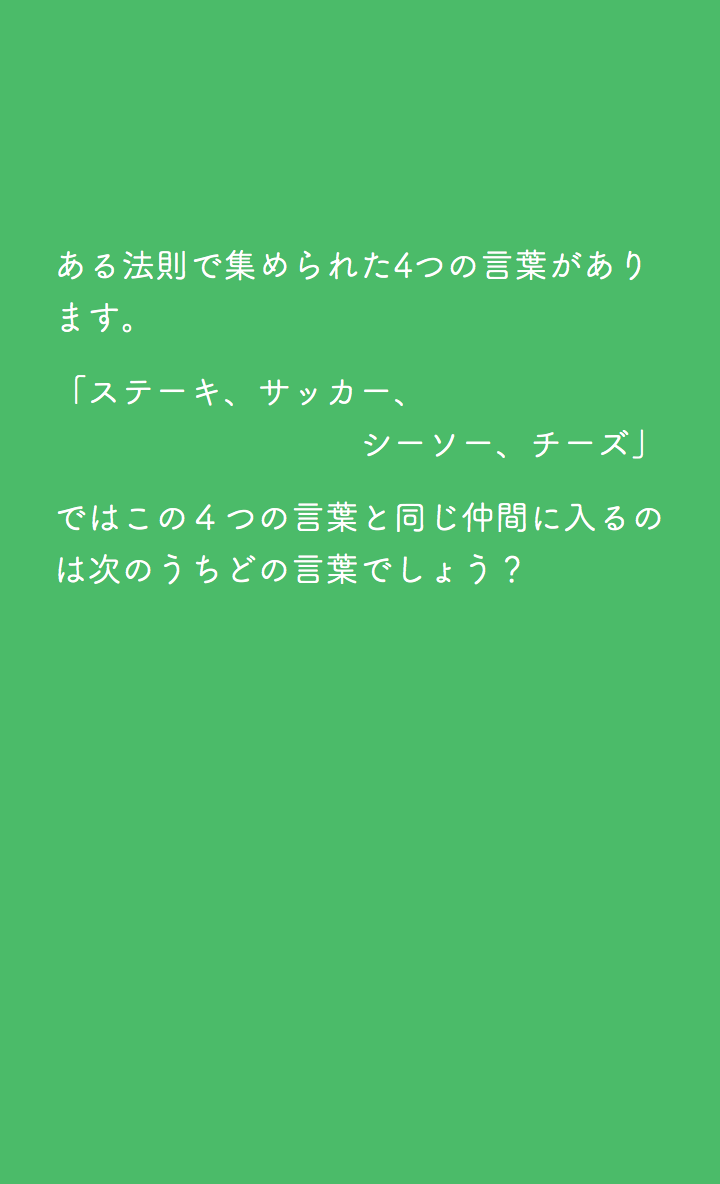 ある法則で集められた4つの言葉があり
ます。
「ステーキ、サッカー、
シーソー、チーズ」
ではこの４つの言葉と同じ仲間に入るの
は次のうちどの言葉でしょう？